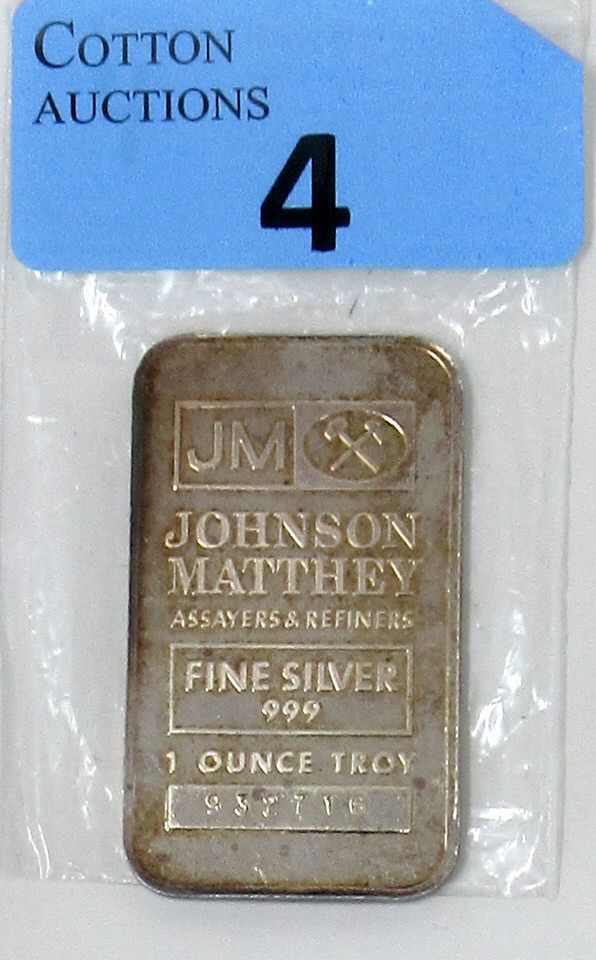 COTTON
AUCTIONS
4
JM
JOHNSON
MATTHEY
ASSAYERS & REFINERS
FINE SILVER
999
1 OUNCE TROY